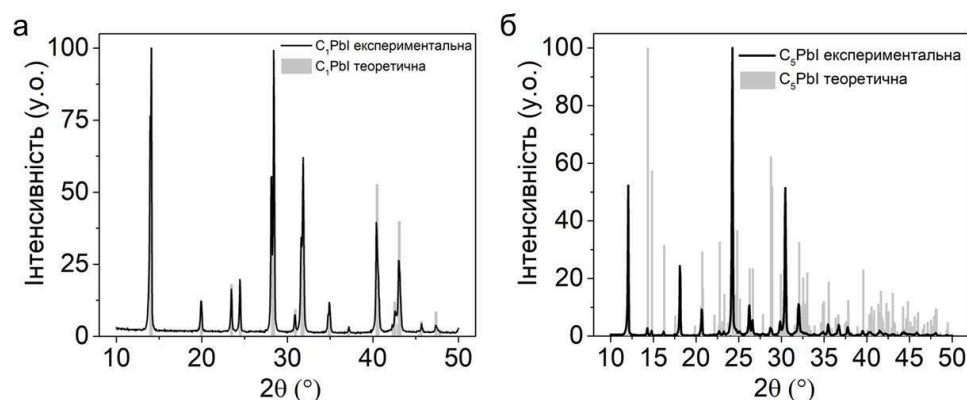 а
C₁PbI експериментальна
C₁PbI теоретична
Інтенсивність (у.о.)
100
75
50
25
0
10 20 30 40 50
2θ (°)
б
C₅PbI експериментальна
C₅PbI теоретична
Інтенсивність (у.о.)
100
80
60
40
20
0
10 15 20 25 30 35 40 45 50
2θ (°)